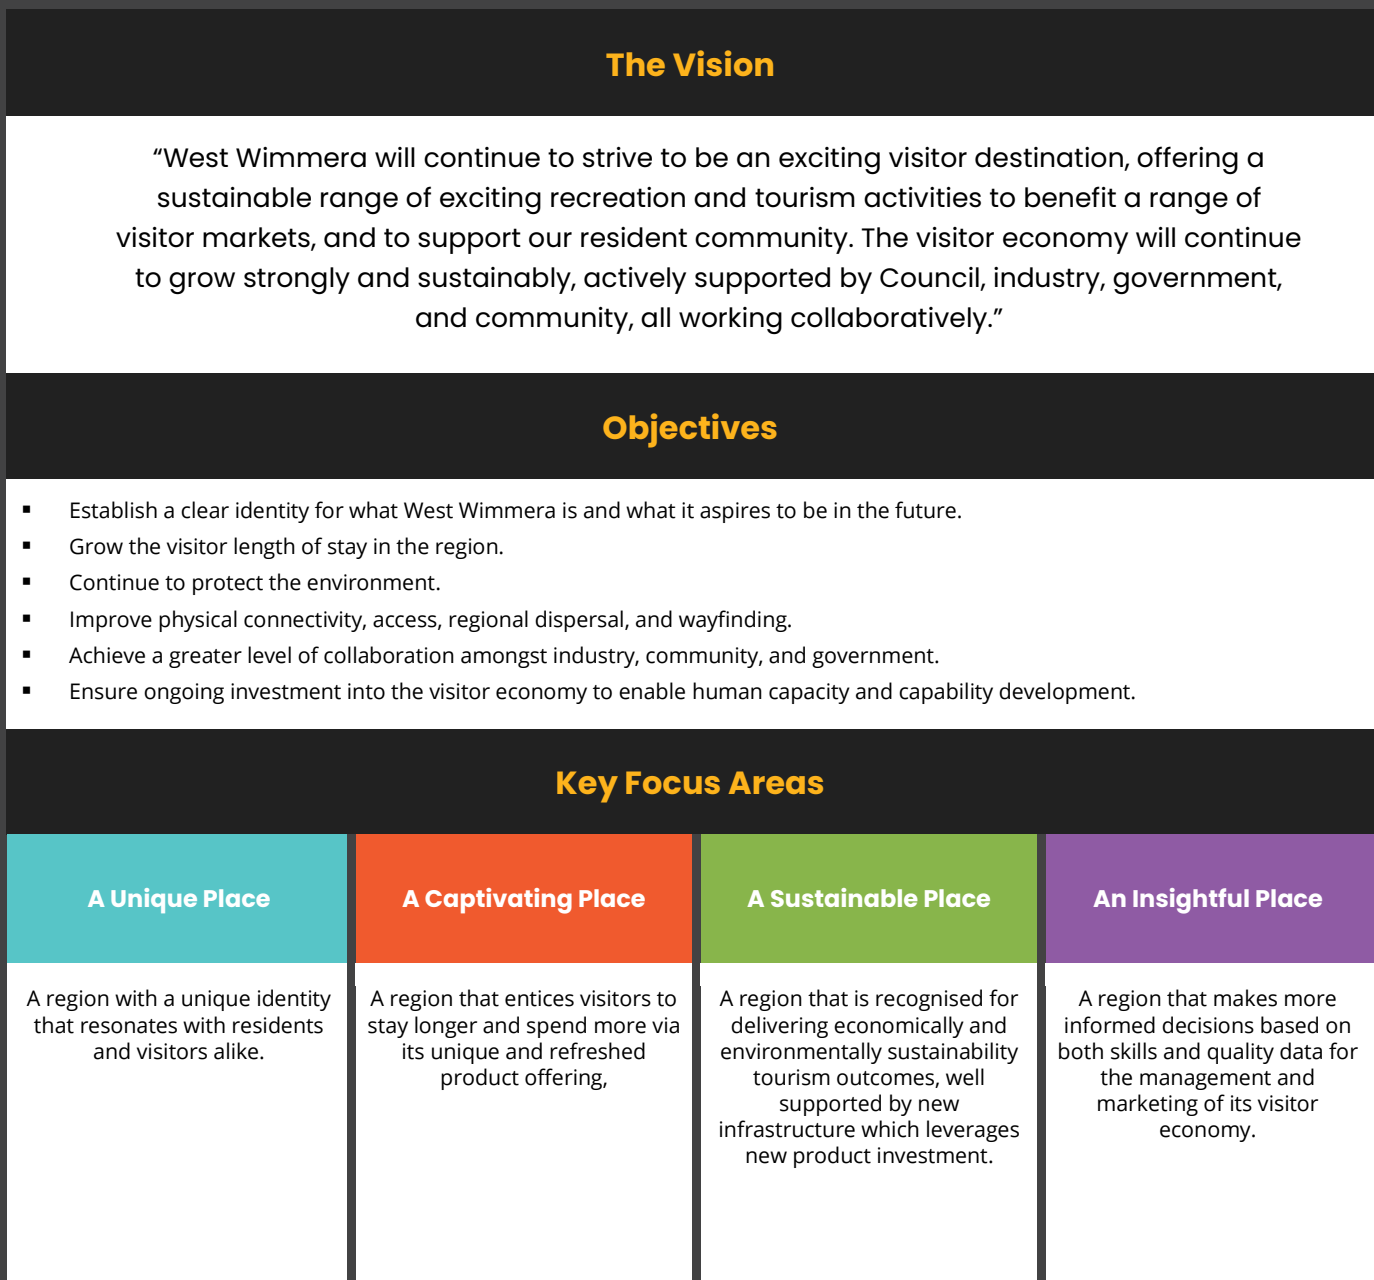 The Vision
“West Wimmera will continue to strive to be an exciting visitor destination, offering a
sustainable range of exciting recreation and tourism activities to benefit a range of
visitor markets, and to support our resident community. The visitor economy will continue
to grow strongly and sustainably, actively supported by Council, industry, government,
and community, all working collaboratively.”
Objectives
▪ Establish a clear identity for what West Wimmera is and what it aspires to be in the future.
▪ Grow the visitor length of stay in the region.
▪ Continue to protect the environment.
▪ Improve physical connectivity, access, regional dispersal, and wayfinding.
▪ Achieve a greater level of collaboration amongst industry, community, and government.
▪ Ensure ongoing investment into the visitor economy to enable human capacity and capability development.
Key Focus Areas
A Unique Place
A region with a unique identity
that resonates with residents
and visitors alike.
A Captivating Place
A region that entices visitors to
stay longer and spend more via
its unique and refreshed
product offering,
A Sustainable Place
A region that is recognised for
delivering economically and
environmentally sustainability
tourism outcomes, well
supported by new
infrastructure which leverages
new product investment.
An Insightful Place
A region that makes more
informed decisions based on
both skills and quality data for
the management and
marketing of its visitor
economy.